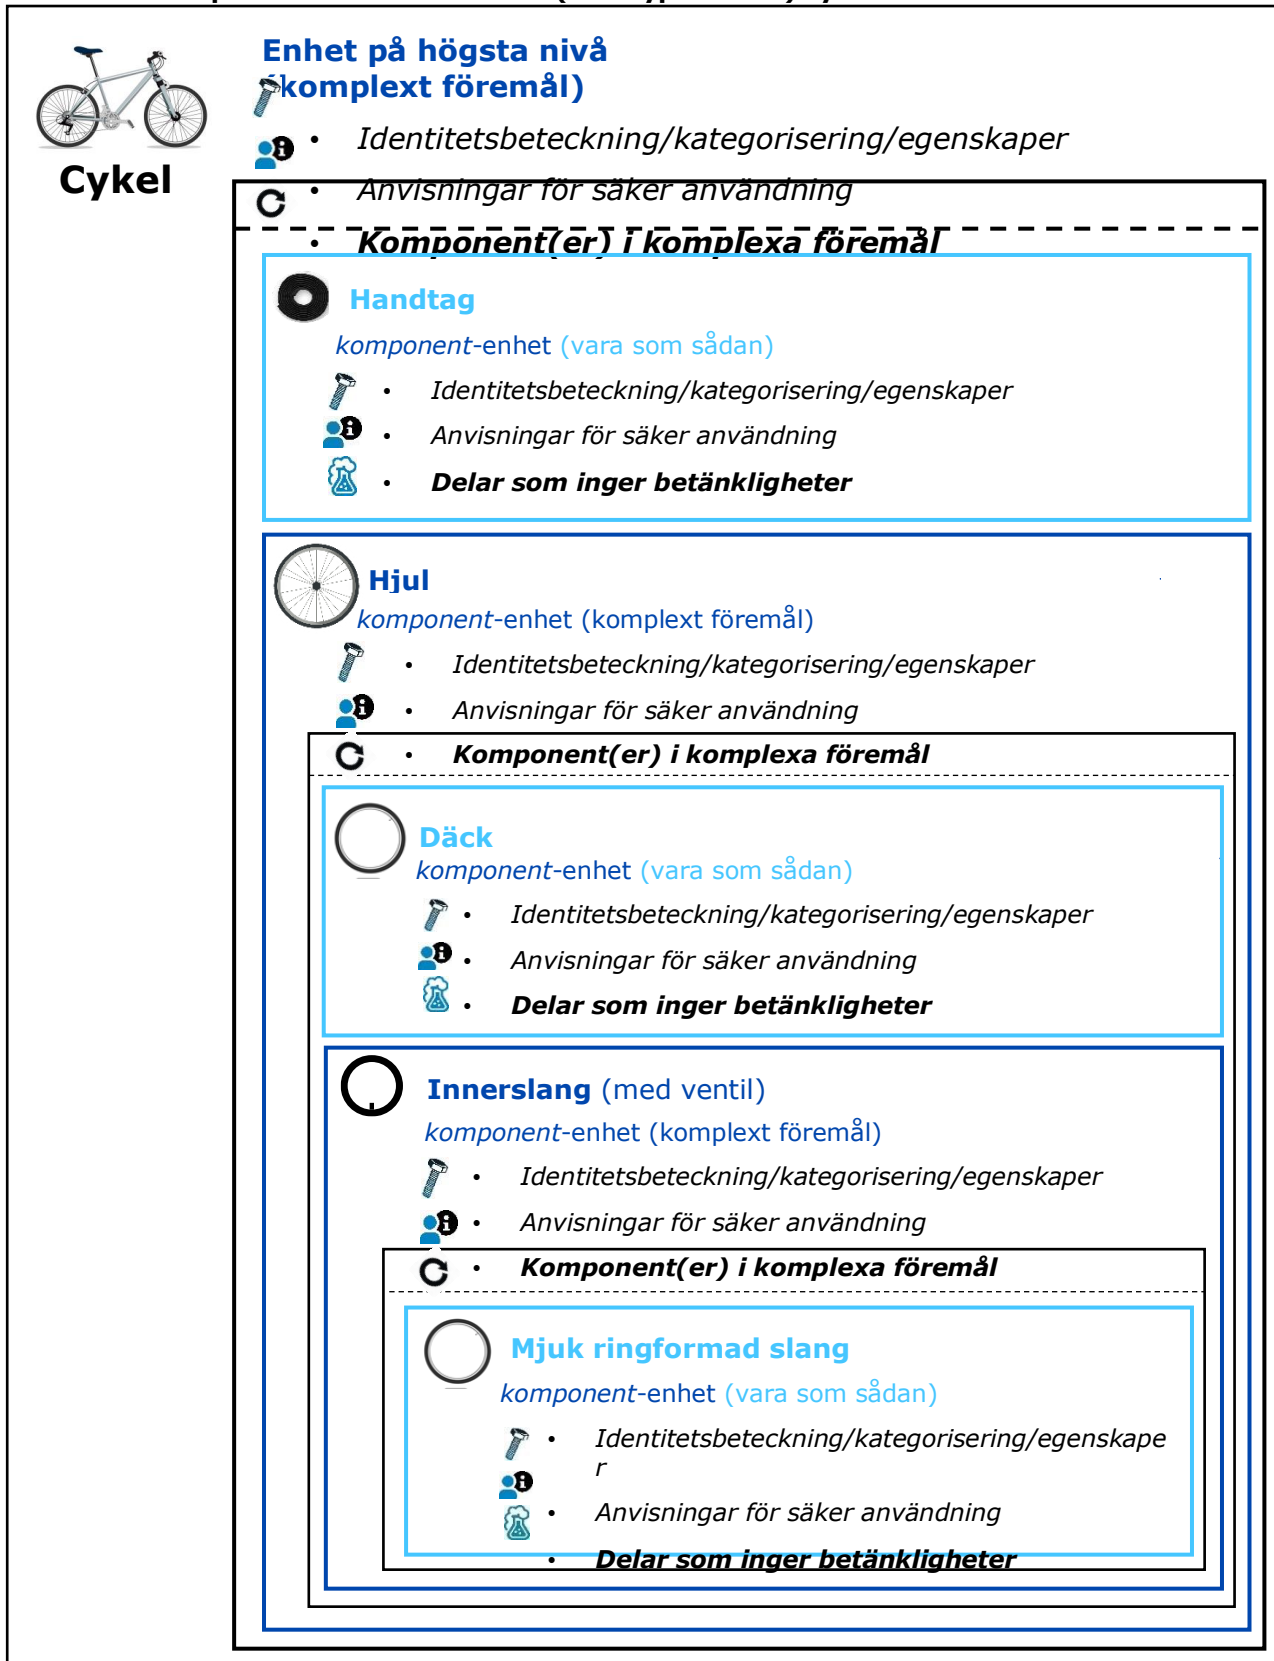 Enhet på högsta nivå
(komplext föremål)
Cykel
• Identitetsbeteckning/kategorisering/egenskaper
• Anvisningar för säker användning
• Komponent(er) i komplexa föremål
Handtag
komponent-enhet (vara som sådan)
• Identitetsbeteckning/kategorisering/egenskaper
• Anvisningar för säker användning
• Delar som inger betänkligheter
Hjul
komponent-enhet (komplext föremål)
• Identitetsbeteckning/kategorisering/egenskaper
• Anvisningar för säker användning
• Komponent(er) i komplexa föremål
Däck
komponent-enhet (vara som sådan)
• Identitetsbeteckning/kategorisering/egenskaper
• Anvisningar för säker användning
• Delar som inger betänkligheter
Innerslang (med ventil)
komponent-enhet (komplext föremål)
• Identitetsbeteckning/kategorisering/egenskaper
• Anvisningar för säker användning
• Komponent(er) i komplexa föremål
Mjuk ringformad slang
komponent-enhet (vara som sådan)
• Identitetsbeteckning/kategorisering/egenskape
r
• Anvisningar för säker användning
• Delar som inger betänkligheter